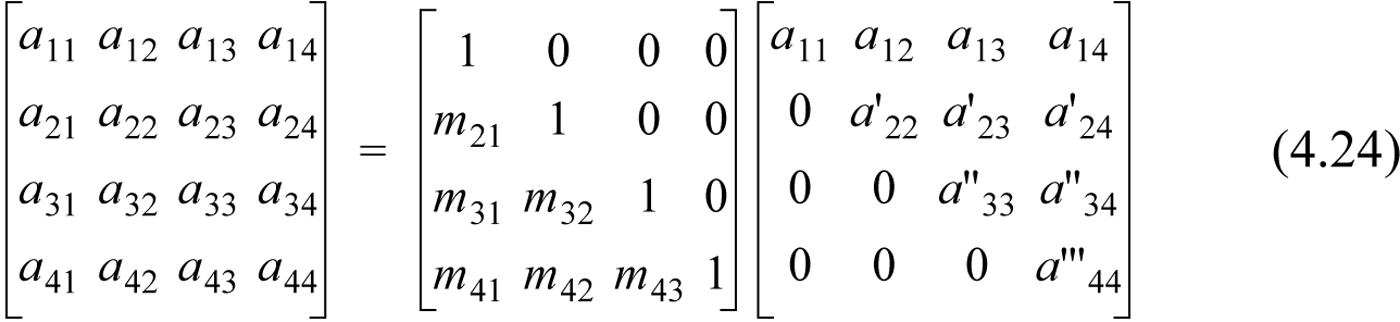 [a₁₁ a₁₂ a₁₃ a₁₄] [1 0 0 0] [a₁₁ a₁₂ a₁₃ a₁₄]
[a₂₁ a₂₂ a₂₃ a₂₄] = [m₂₁ 1 0 0] [0 a'₂₂ a'₂₃ a'₂₄] (4.24)
[a₃₁ a₃₂ a₃₃ a₃₄] [m₃₁ m₃₂ 1 0] [0 0 a"₃₃ a"₃₄]
[a₄₁ a₄₂ a₄₃ a₄₄] [m₄₁ m₄₂ m₄₃ 1] [0 0 0 a'"₄₄]